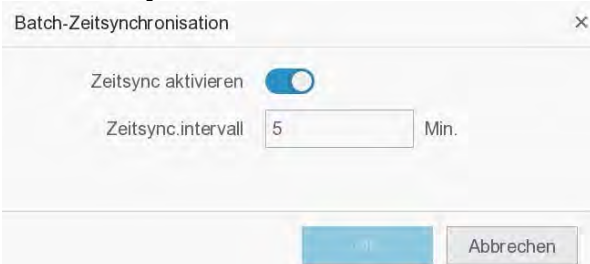 Batch-Zeitsynchronisation ×
Zeitsync aktivieren
Zeitsync.intervall 5 Min.
Abbrechen